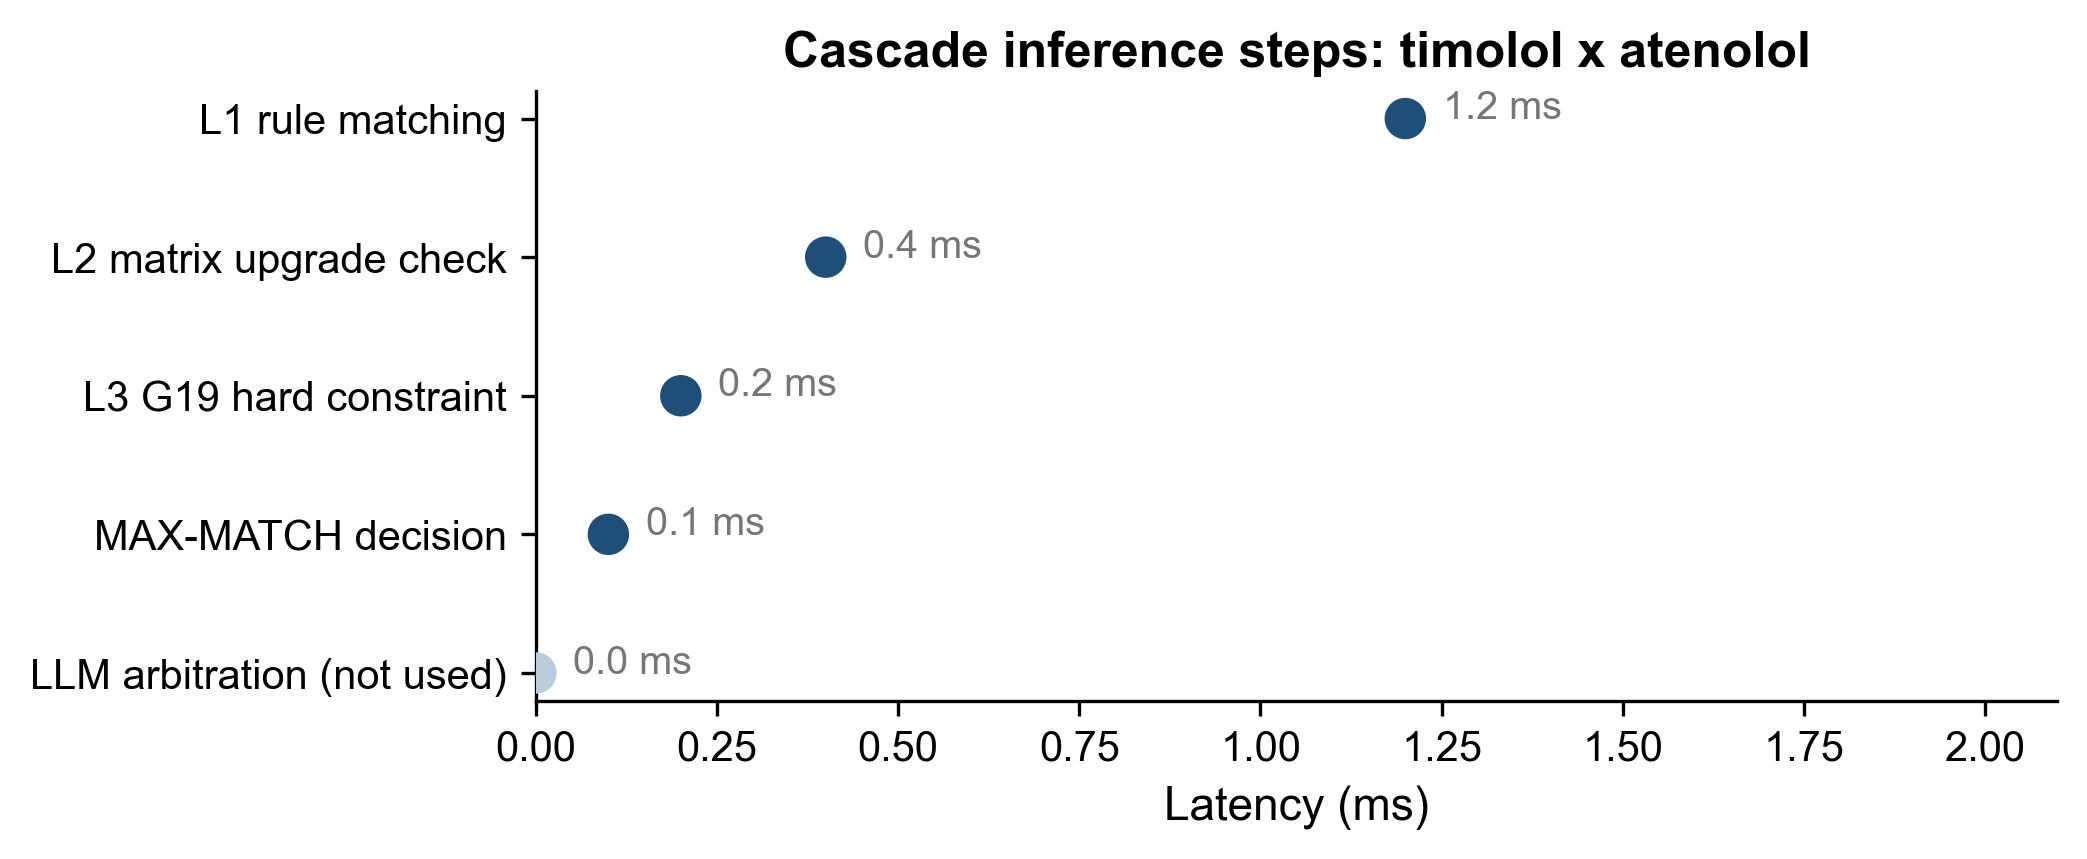 Cascade inference steps: timolol x atenolol
L1 rule matching
1.2 ms
L2 matrix upgrade check
0.4 ms
L3 G19 hard constraint
0.2 ms
MAX-MATCH decision
0.1 ms
LLM arbitration (not used)
0.0 ms
0.00 0.25 0.50 0.75 1.00 1.25 1.50 1.75 2.00
Latency (ms)